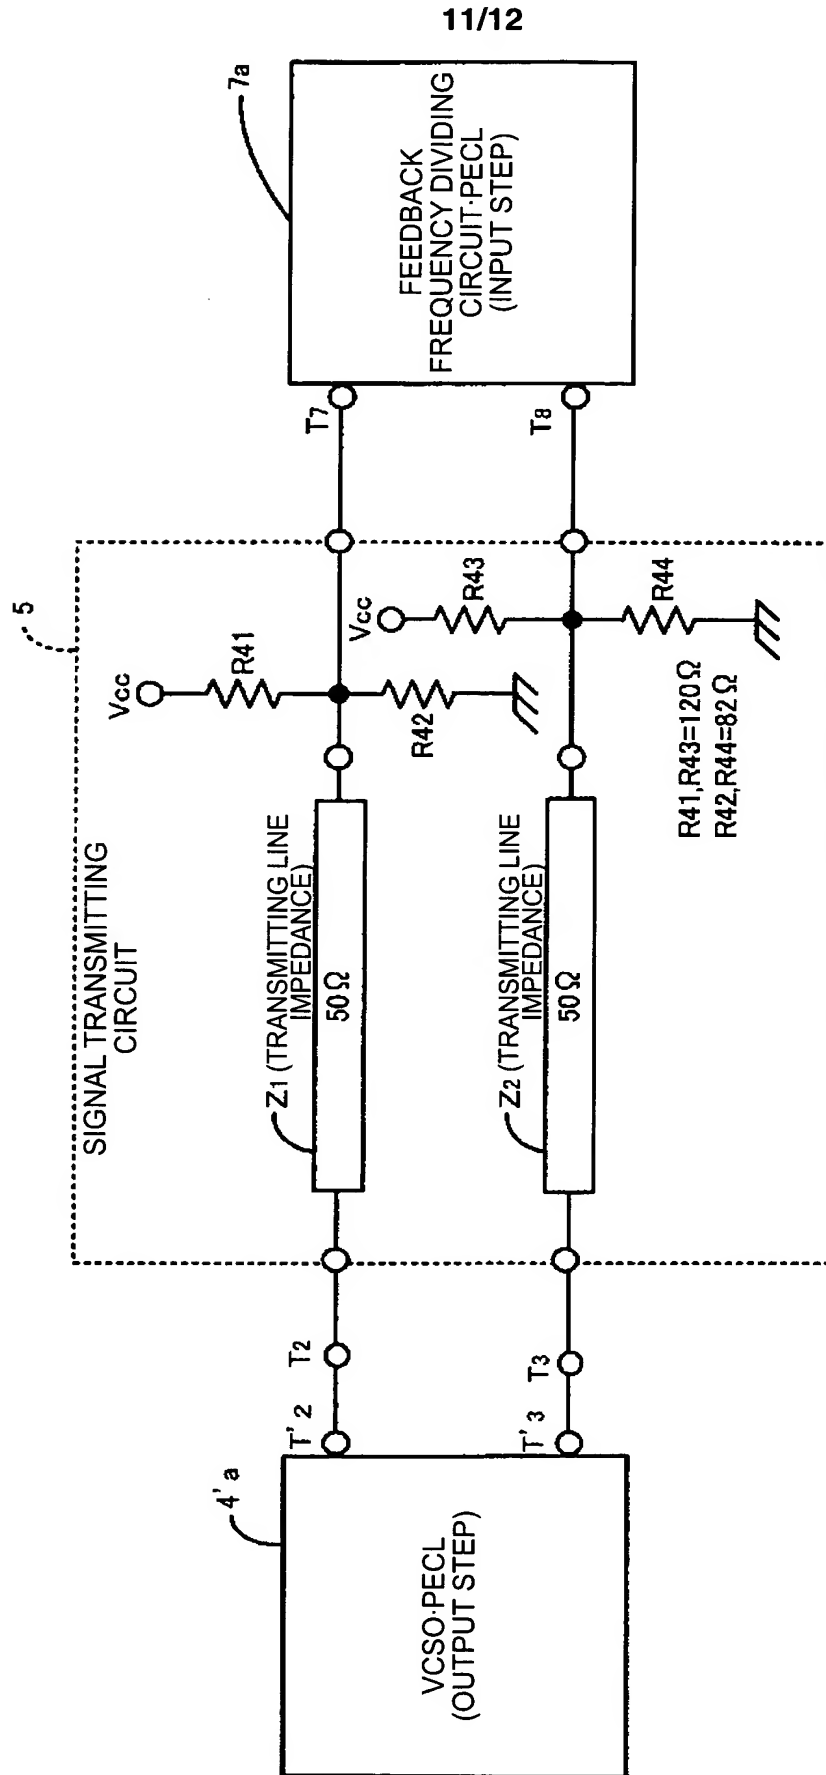 11/12
5
SIGNAL TRANSMITTING
CIRCUIT
4'a
VCSO·PECL
(OUTPUT STEP)
T'2
T2
T'3
T3
Z1 (TRANSMITTING LINE
IMPEDANCE)
50Ω
Z2 (TRANSMITTING LINE
IMPEDANCE)
50Ω
Vcc
R41
R42
Vcc
R43
R44
R41,R43=120Ω
R42,R44=82Ω
T7
T8
7a
FEEDBACK
FREQUENCY DIVIDING
CIRCUIT·PECL
(INPUT STEP)